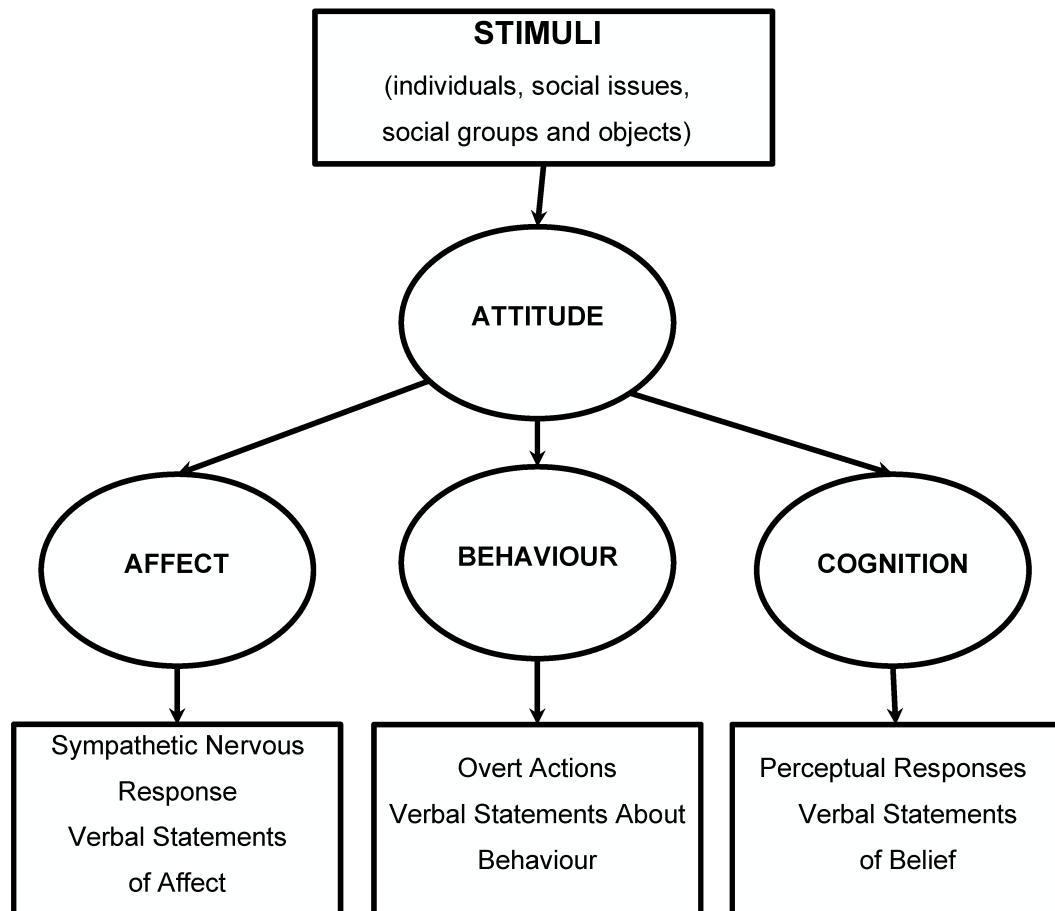 STIMULI
(individuals, social issues,
social groups and objects)
ATTITUDE
AFFECT
BEHAVIOUR
COGNITION
Sympathetic Nervous
Response
Verbal Statements
of Affect
Overt Actions
Verbal Statements About
Behaviour
Perceptual Responses
Verbal Statements
of Belief